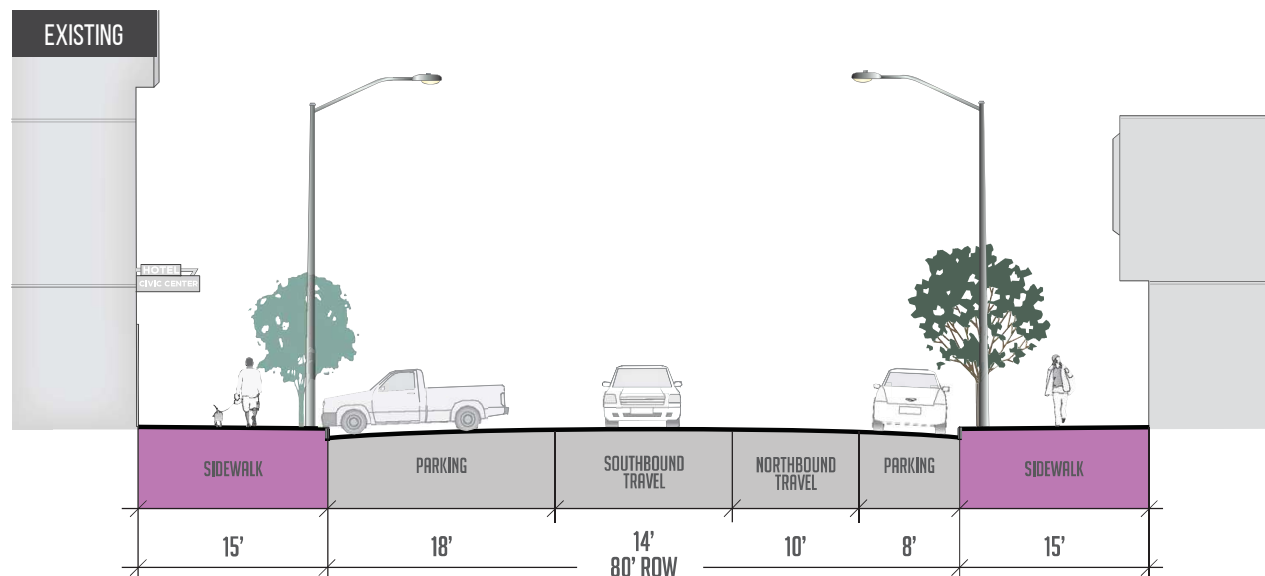 EXISTING
HOTEL
CIVIC CENTER
SIDEWALK
PARKING
SOUTHBOUND
TRAVEL
NORTHBOUND
TRAVEL
PARKING
SIDEWALK
15'
18'
14'
10'
8'
15'
80' ROW